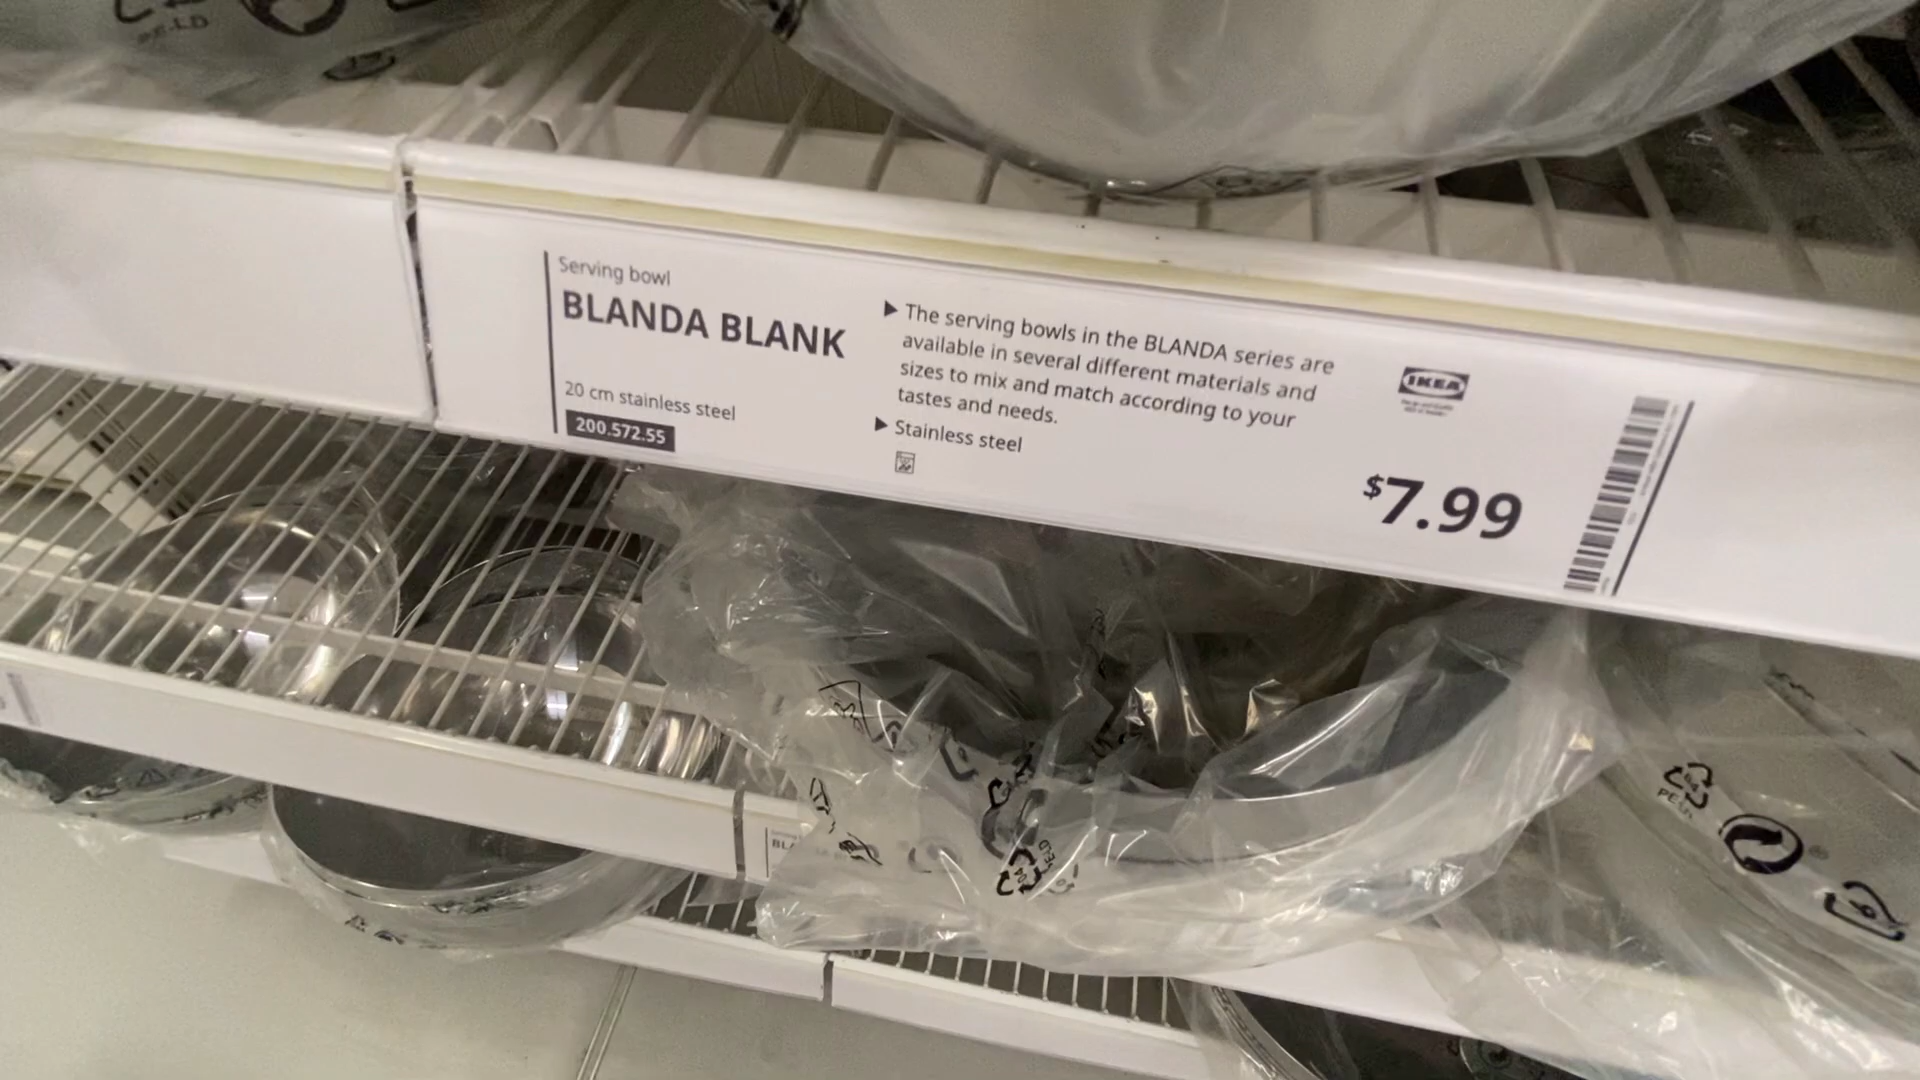 Serving bowl
BLANDA BLANK
20 cm stainless steel
200.572.55
▶ The serving bowls in the BLANDA series are
available in several different materials and
sizes to mix and match according to your
tastes and needs.
▶ Stainless steel
IKEA
$7.99